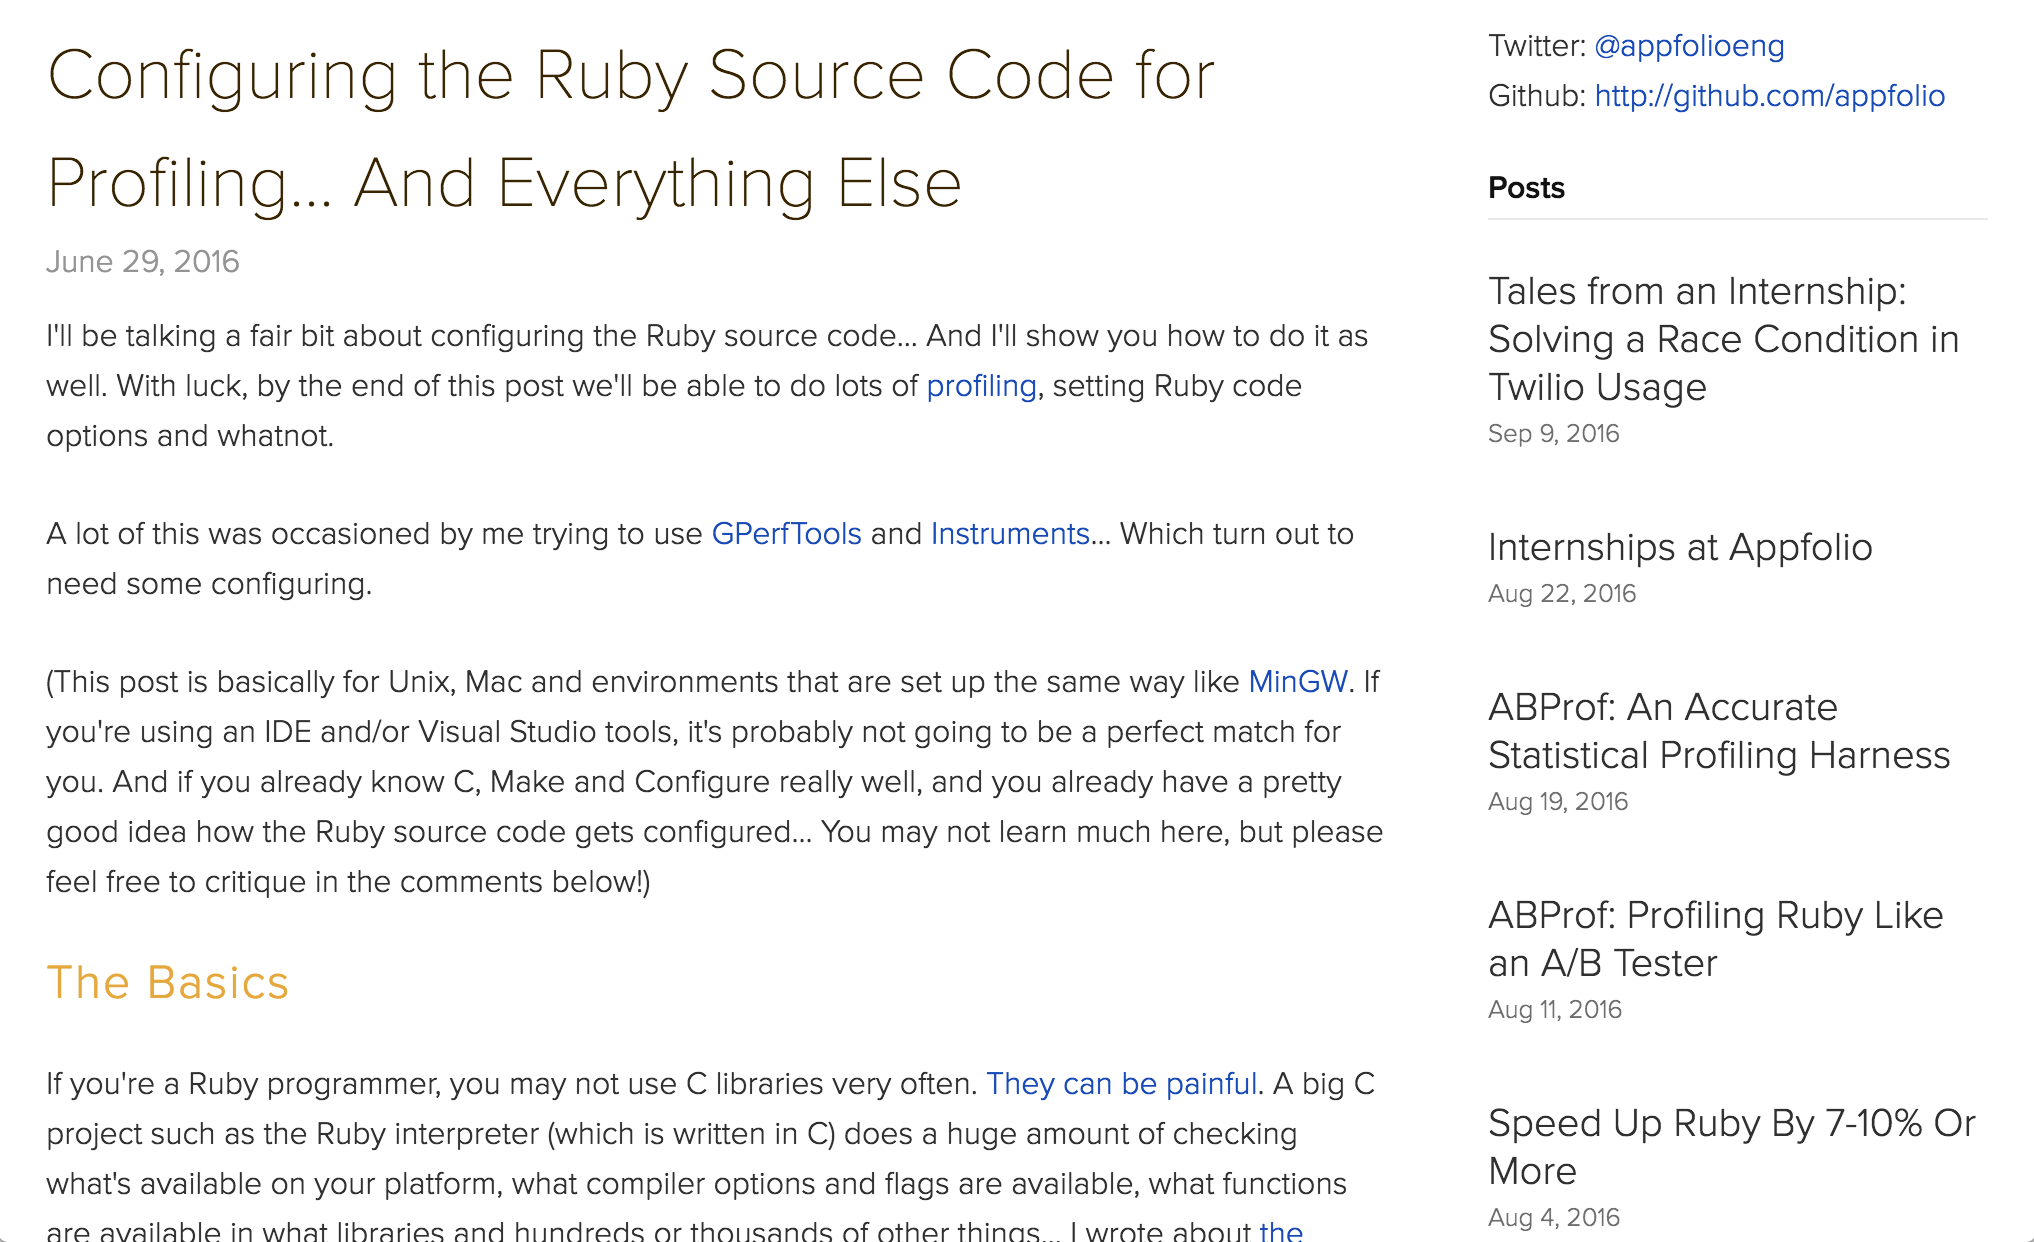 Configuring the Ruby Source Code for
Profiling... And Everything Else
June 29, 2016
I'll be talking a fair bit about configuring the Ruby source code... And I'll show you how to do it as
well. With luck, by the end of this post we'll be able to do lots of profiling, setting Ruby code
options and whatnot.
A lot of this was occasioned by me trying to use GPerfTools and Instruments... Which turn out to
need some configuring.
(This post is basically for Unix, Mac and environments that are set up the same way like MinGW. If
you're using an IDE and/or Visual Studio tools, it's probably not going to be a perfect match for
you. And if you already know C, Make and Configure really well, and you already have a pretty
good idea how the Ruby source code gets configured... You may not learn much here, but please
feel free to critique in the comments below!)
The Basics
If you're a Ruby programmer, you may not use C libraries very often. They can be painful. A big C
project such as the Ruby interpreter (which is written in C) does a huge amount of checking
what's available on your platform, what compiler options and flags are available, what functions
are available in what libraries and hundreds or thousands of other things... I wrote about the
Twitter: @appfolioeng
Github: http://github.com/appfolio
Posts
Tales from an Internship:
Solving a Race Condition in
Twilio Usage
Sep 9, 2016
Internships at Appfolio
Aug 22, 2016
ABProf: An Accurate
Statistical Profiling Harness
Aug 19, 2016
ABProf: Profiling Ruby Like
an A/B Tester
Aug 11, 2016
Speed Up Ruby By 7-10% Or
More
Aug 4, 2016